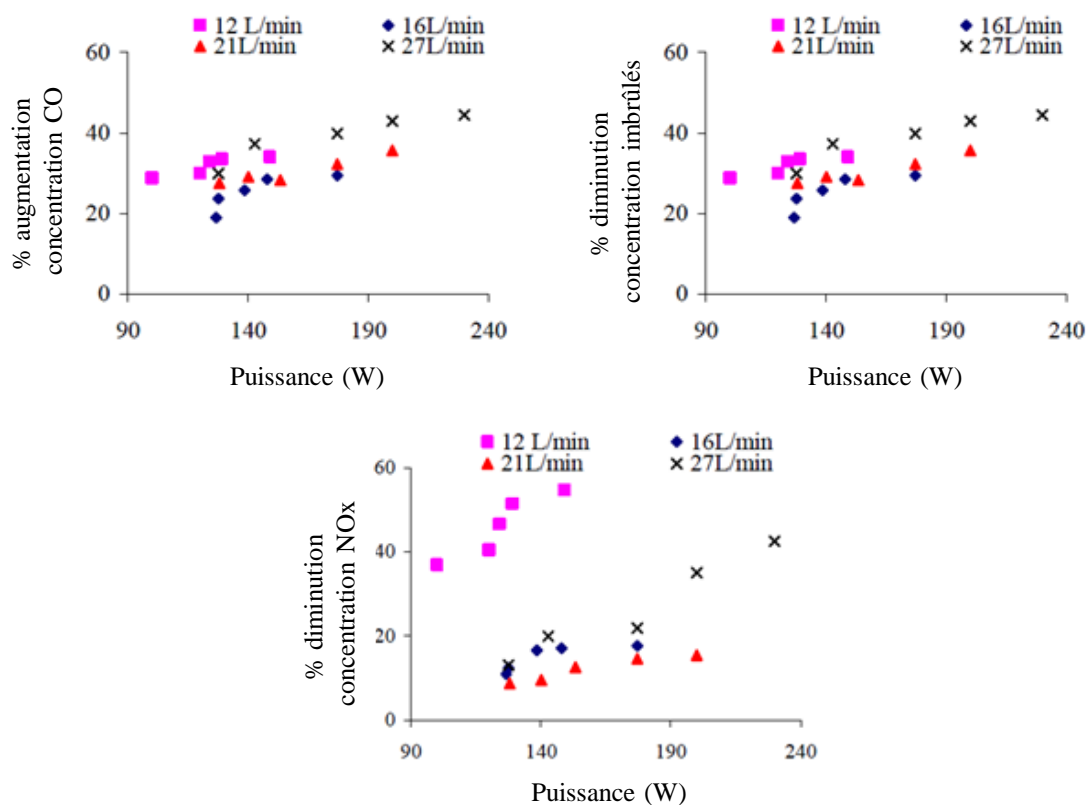 12 L/min 16L/min
21L/min 27L/min
60
40
20
0
90 140 190 240
% augmentation
concentration CO
Puissance (W)
12 L/min 16L/min
21L/min 27L/min
60
40
20
0
90 140 190 240
% diminution
concentration imbrûlés
Puissance (W)
12 L/min 16L/min
21L/min 27L/min
60
40
20
0
90 140 190 240
% diminution
concentration NOx
Puissance (W)